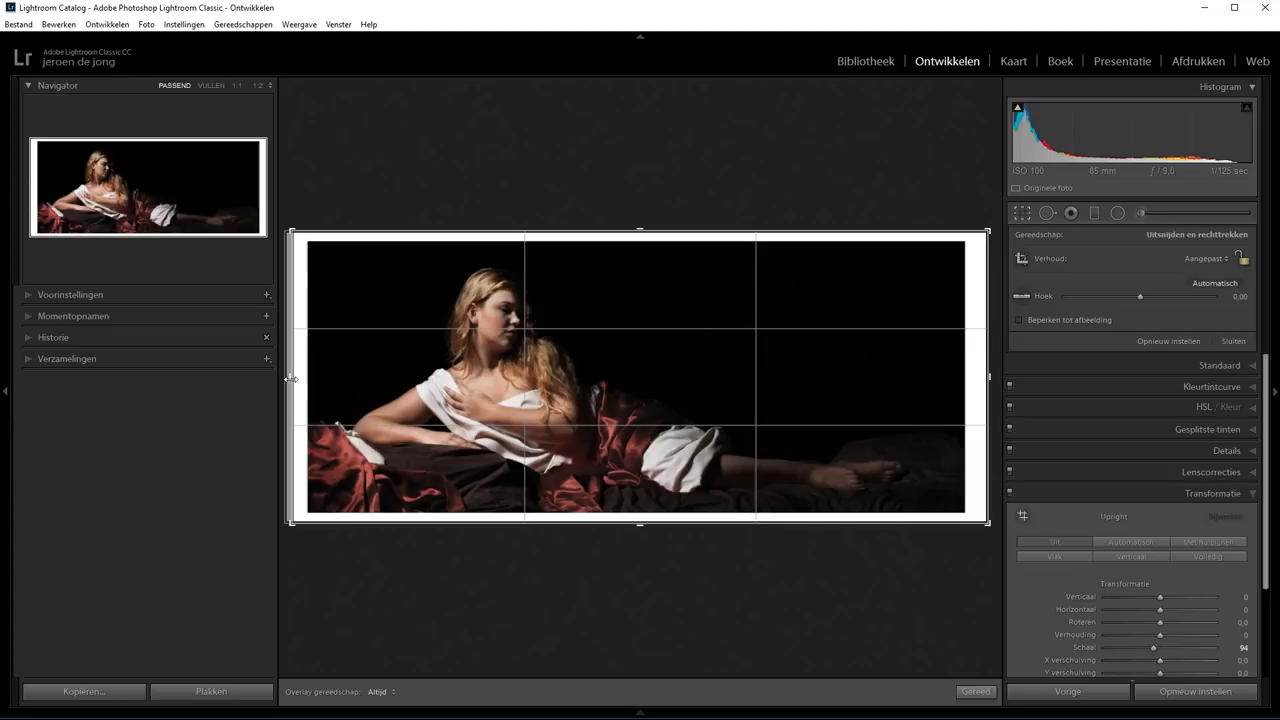 Lightroom Catalog - Adobe Photoshop Lightroom Classic - Ontwikkelen
Bestand Bewerken Ontwikkelen Foto Instellingen Gereedschappen Weergave Venster Help
Lr
Adobe Lightroom Classic CC
jeroen de jong
Bibliotheek Ontwikkelen Kaart Boek Presentatie Afdrukken Web
Navigator PASSEND VULLEN 1:1 1:2
Voorinstellingen
Momentopnamen
Historie
Verzamelingen
Kopiëren... Plakken
Overlay gereedschap: Altijd Gereed
Histogram
ISO 100 85 mm ƒ / 9,0 1/125 sec
Originele foto
Gereedschap: Uitsnijden en rechttrekken
Verhoud: Aangepast
Automatisch
Hoek 0,00
Beperken tot afbeelding
Opnieuw instellen Sluiten
Standaard
Kleurtintcurve
HSL / Kleur
Gesplitste tinten
Details
Lenscorrecties
Transformatie
Upright Bijwerken
Uit Automatisch Met hulplijnen
Vlak Verticaal Volledig
Transformatie
Verticaal 0
Horizontaal 0
Roteren 0,0
Verhouding 0
Schaal 94
X verschuiving 0,0
Y verschuiving 0,0
Vorige Opnieuw instellen